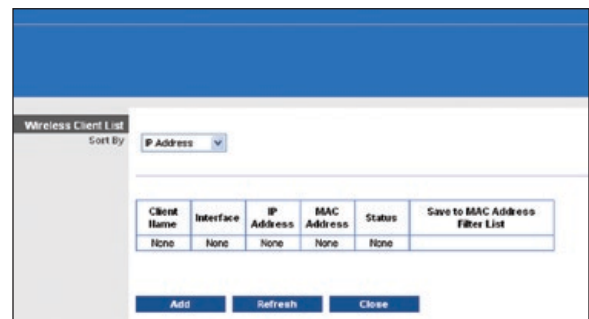 Wireless Client List
Sort By IP Address
Client Name Interface IP Address MAC Address Status Save to MAC Address Filter List
None None None None None
Add Refresh Close